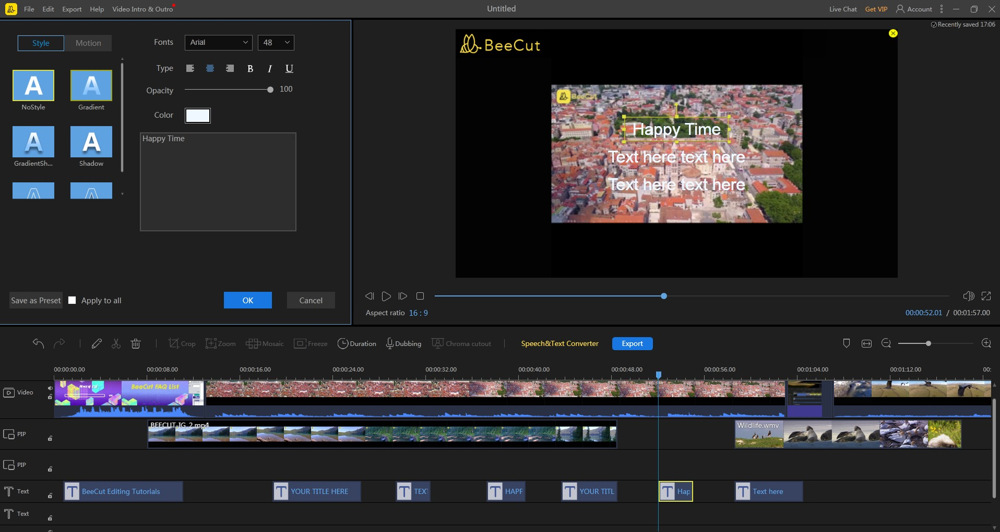 File Edit Export Help Video Intro & Outro
Untitled
Live Chat Get VIP Account
Recently saved 17:06
Style Motion
Fonts Arial 48
Type B I U
Opacity 100
Color
NoStyle Gradient
GradientSh... Shadow
Happy Time
Save as Preset Apply to all OK Cancel
BeeCut
BeeCut
Happy Time
Text here text here
Text here text here
Aspect ratio 16 : 9
00:00:52.01 / 00:01:57.00
Crop Zoom Mosaic Freeze Duration Dubbing Chroma cutout Speech&Text Converter Export
00:00:00.00 00:00:08.00 00:00:16.00 00:00:24.00 00:00:32.00 00:00:40.00 00:00:48.00 00:00:56.00 00:01:04.00 00:01:12.00 00:
Video
BeeCut FAQ List
PIP
BEECUT-IG_2.mp4
Wildlife.wmv
PIP
Text
BeeCut Editing Tutorials YOUR TITLE HERE TEXT HAPP YOUR TITL Hap Text here
Text